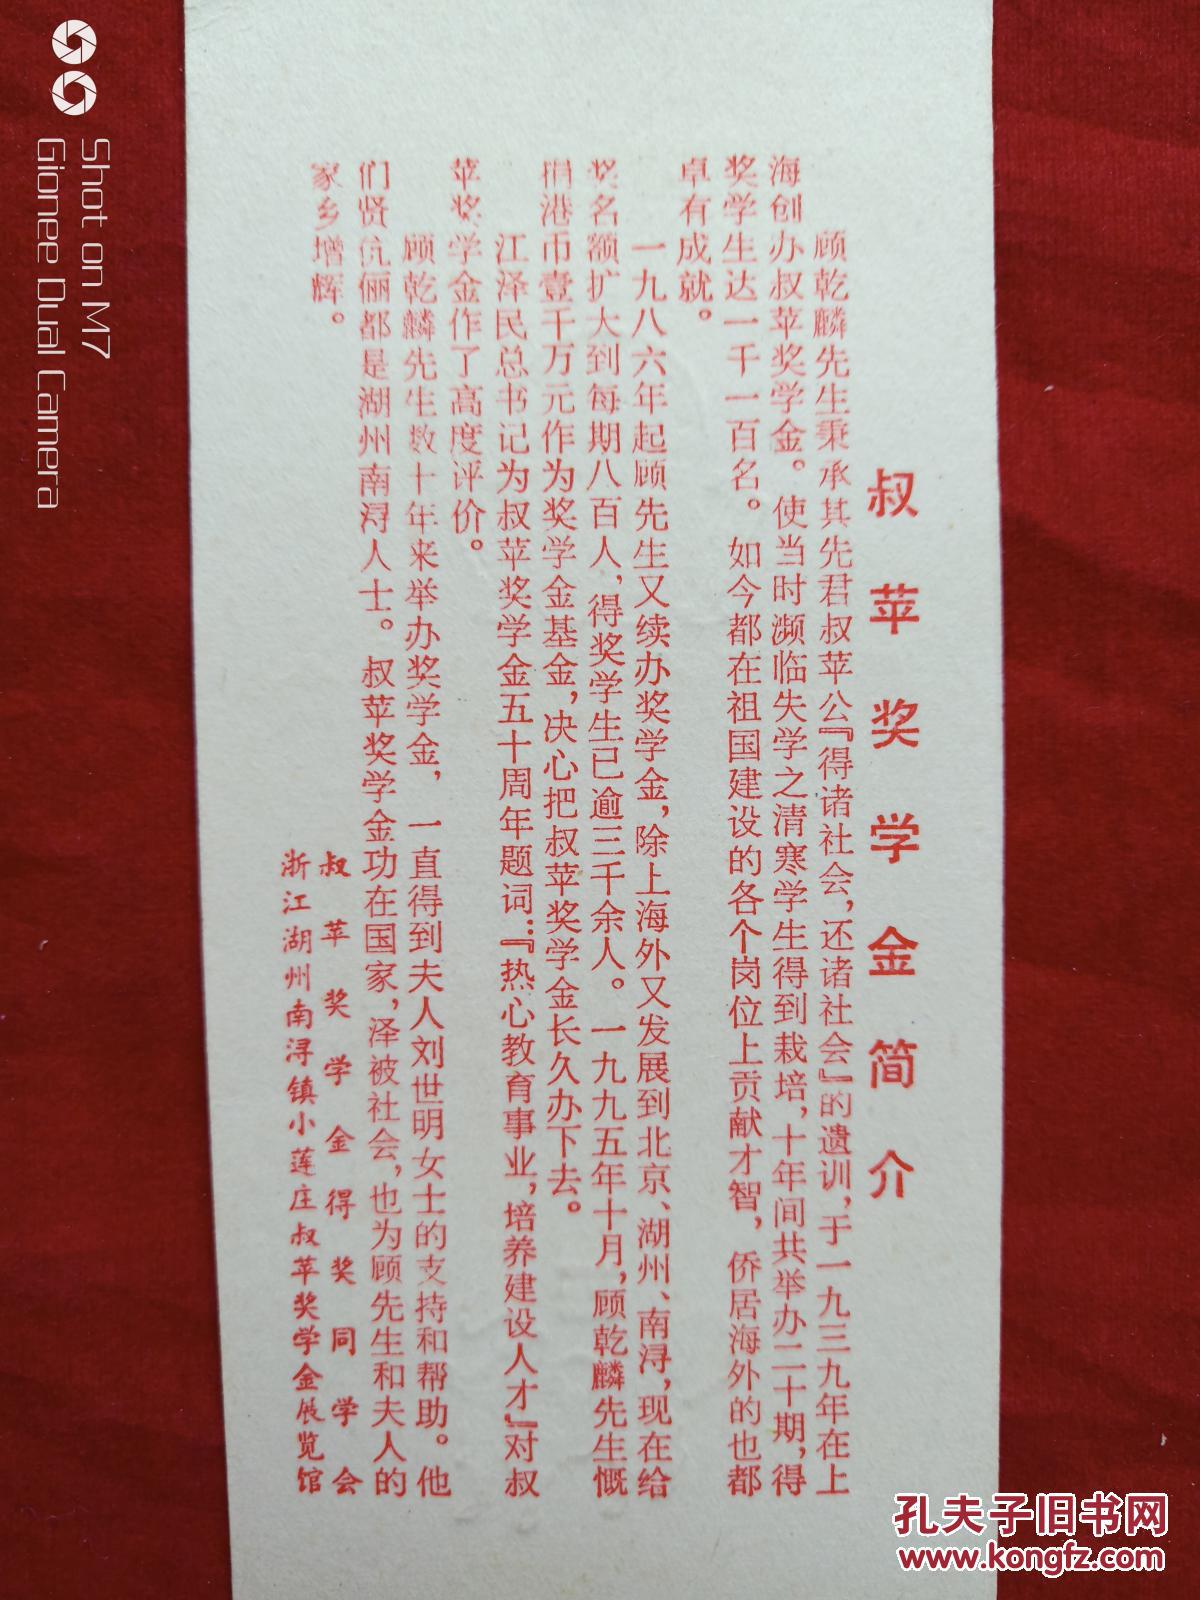 叔苹奖学金简介
顾乾麟先生秉承其先君叔苹公『得诸社会，还诸社会』的遗训，于一九三九年在上
海创办叔苹奖学金。使当时濒临失学之清寒学生得到栽培，十年间共举办二十期，得
奖学生达一千一百名。如今都在祖国建设的各个岗位上贡献才智，侨居海外的也都
卓有成就。
一九八六年起顾先生又续办奖学金，除上海外又发展到北京、湖州、南浔，现在给
奖名额扩大到每期八百人，得奖学生已逾三千余人。一九九五年十月，顾乾麟先生慨
捐港币壹千万元作为奖学金基金，决心把叔苹奖学金长久办下去。
江泽民总书记为叔苹奖学金五十周年题词：『热心教育事业，培养建设人才』对叔
苹奖学金作了高度评价。
顾乾麟先生数十年来举办奖学金，一直得到夫人刘世明女士的支持和帮助。他
们贤伉俪都是湖州南浔人士。叔苹奖学金功在国家，泽被社会，也为顾先生和夫人的
家乡增辉。
叔苹奖学金得奖同学会
浙江湖州南浔镇小莲庄叔苹奖学金展览馆
Shot on M7
Gionee Dual Camera
孔夫子旧书网
www.kongfz.com